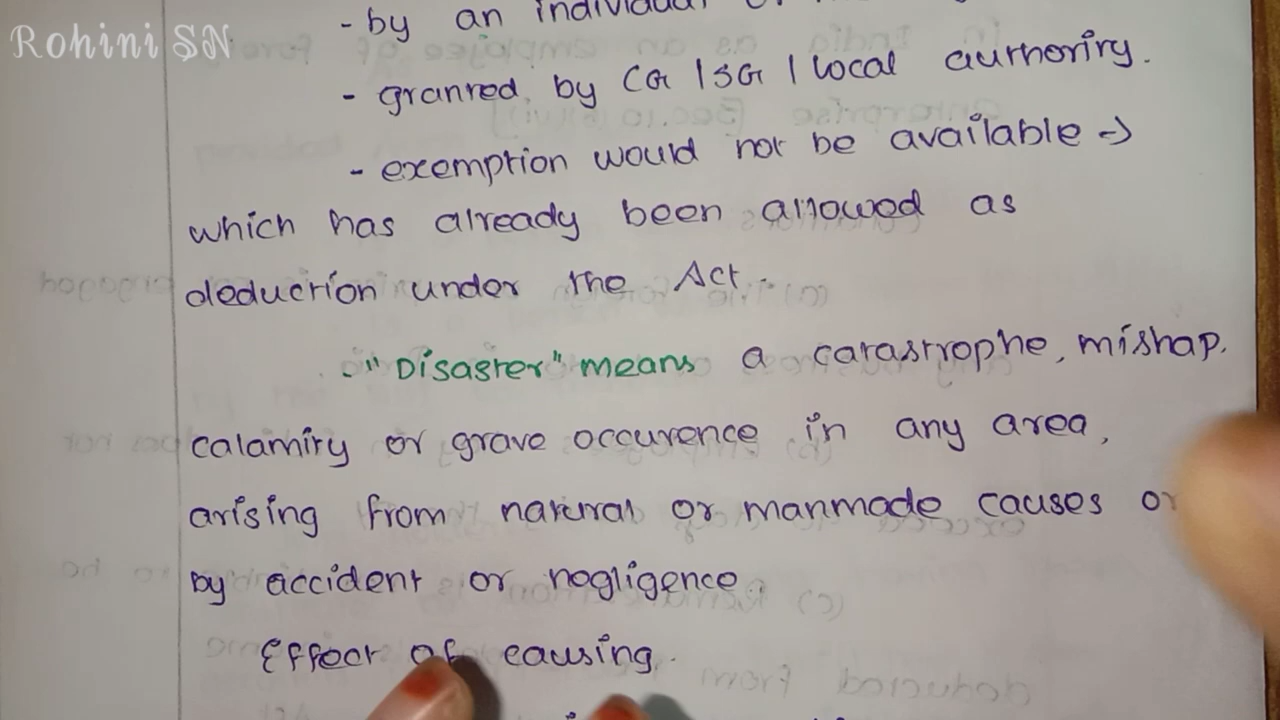 Rohini SN
- by an individual
- granted by CG | SG | local authority.
- exemption would not be available →
which has already been allowed as
deduction under the Act.
"Disaster" means a catastrophe, mishap.
calamity or grave occurence in any area,
arising from natural or manmade causes or
by accident or negligence.
Effect of causing.